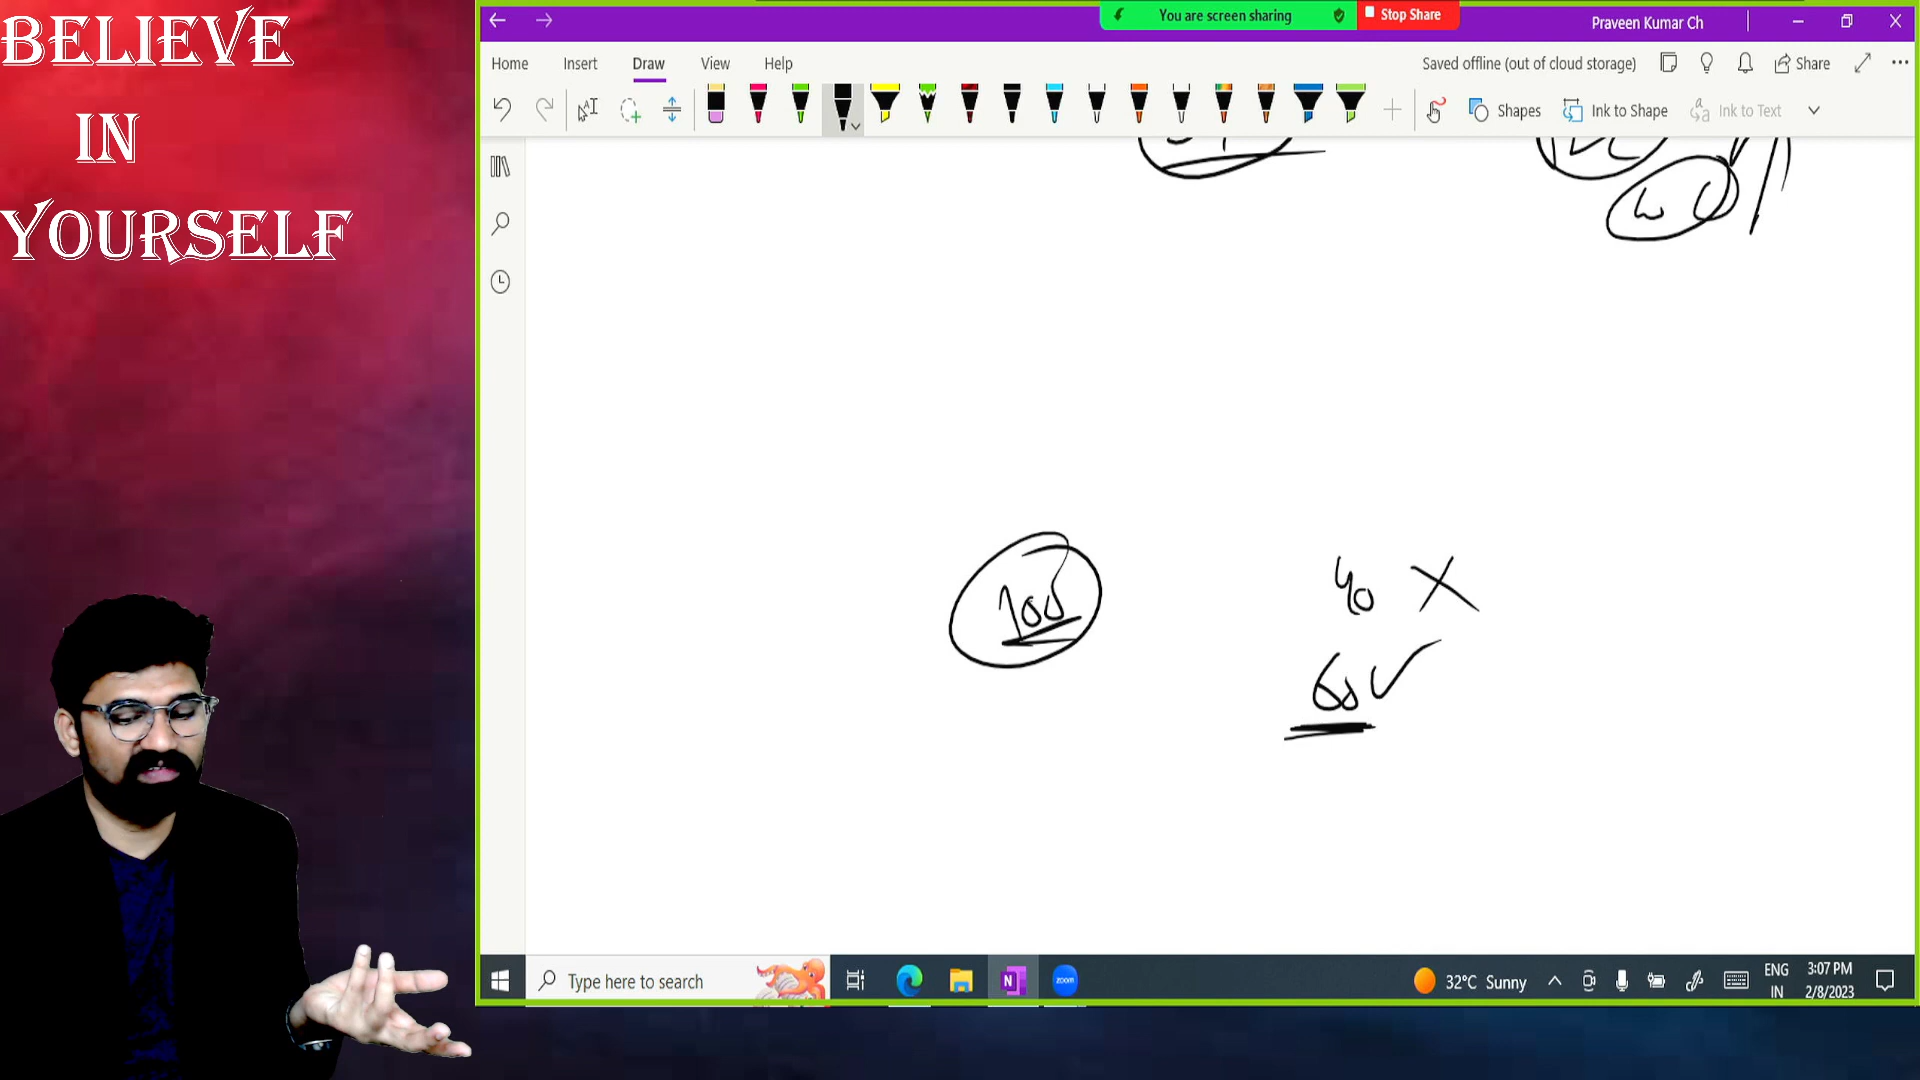 BELIEVE
IN
YOURSELF
You are screen sharing
Stop Share
Praveen Kumar Ch
Home Insert Draw View Help
Saved offline (out of cloud storage)
Share
Shapes
Ink to Shape
Ink to Text
100
40 X
60 ✓
Type here to search
N
zoom
32°C Sunny
ENG
IN
3:07 PM
2/8/2023